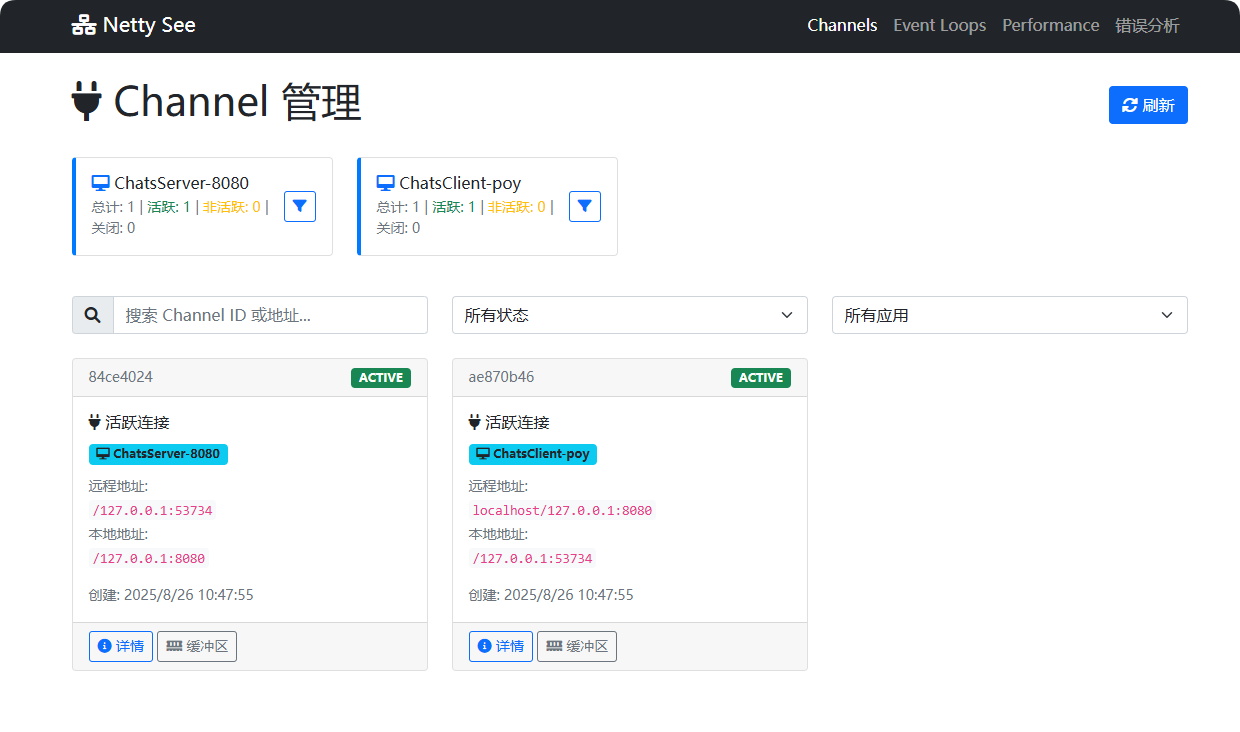 Netty See
Channels Event Loops Performance 错误分析
Channel 管理
刷新
ChatsServer-8080
总计: 1 | 活跃: 1 | 非活跃: 0 |
关闭: 0
ChatsClient-poy
总计: 1 | 活跃: 1 | 非活跃: 0 |
关闭: 0
搜索 Channel ID 或地址...
所有状态
所有应用
84ce4024 ACTIVE
活跃连接
ChatsServer-8080
远程地址:
/127.0.0.1:53734
本地地址:
/127.0.0.1:8080
创建: 2025/8/26 10:47:55
详情 缓冲区
ae870b46 ACTIVE
活跃连接
ChatsClient-poy
远程地址:
localhost/127.0.0.1:8080
本地地址:
/127.0.0.1:53734
创建: 2025/8/26 10:47:55
详情 缓冲区